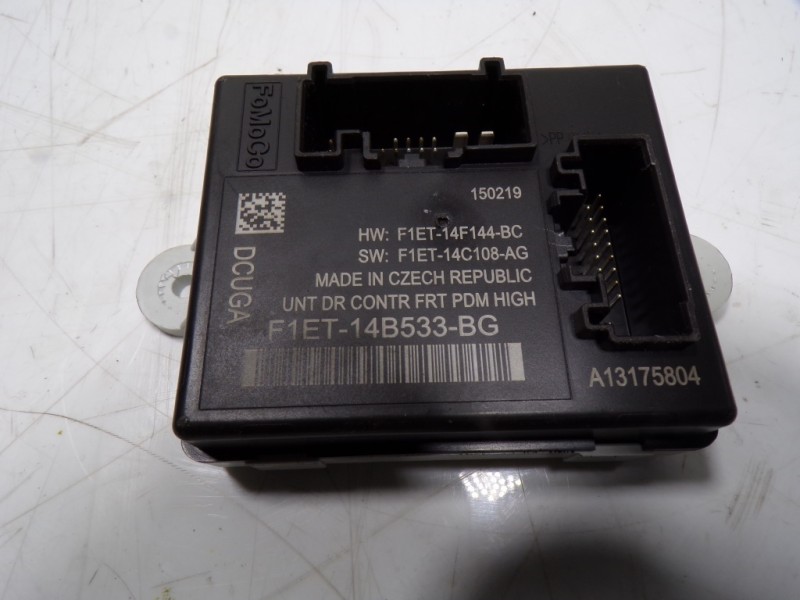 FoMoCo
>PP
150219
HW: F1ET-14F144-BC
SW: F1ET-14C108-AG
MADE IN CZECH REPUBLIC
UNT DR CONTR FRT PDM HIGH
F1ET-14B533-BG
DCUGA
A13175804